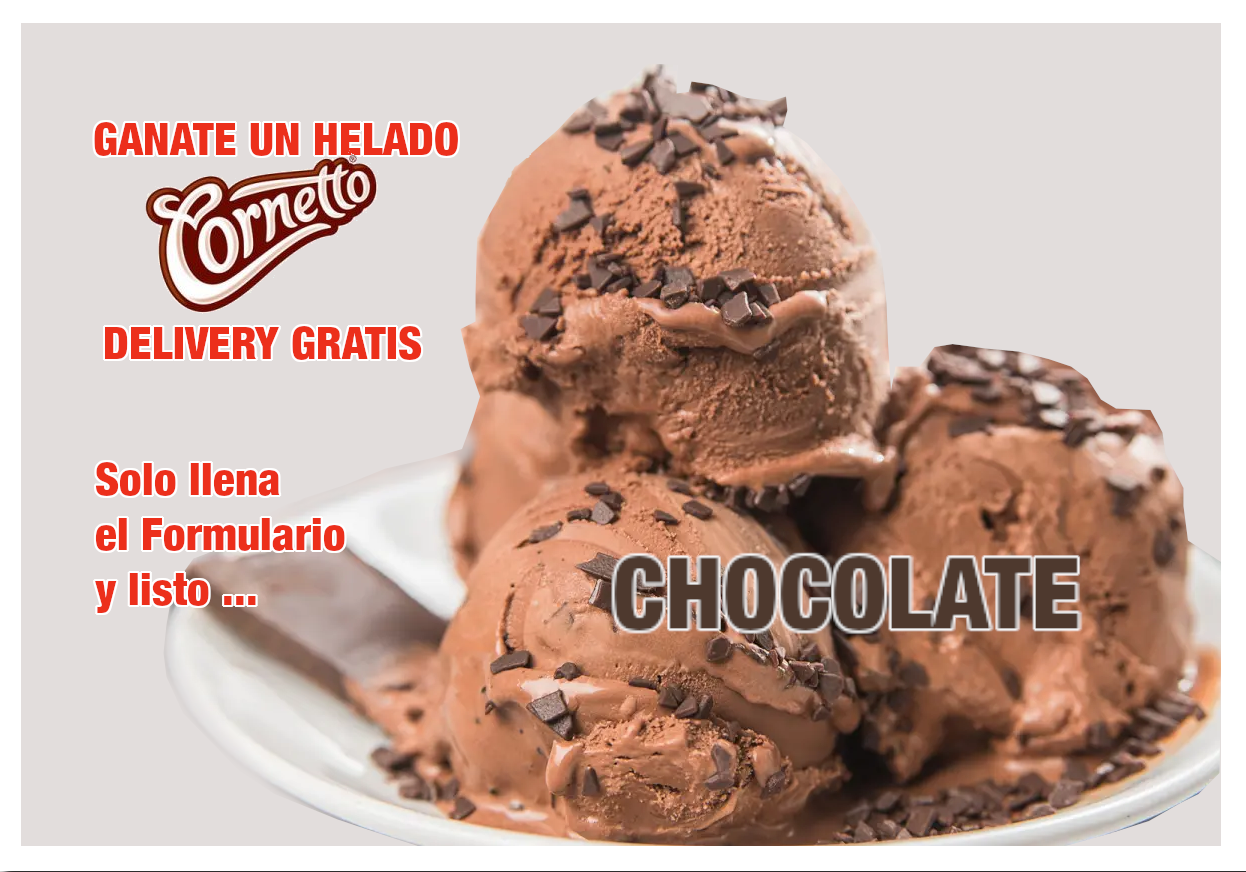 GANATE UN HELADO
Cornetto®
DELIVERY GRATIS
Solo llena
el Formulario
y listo ...
CHOCOLATE